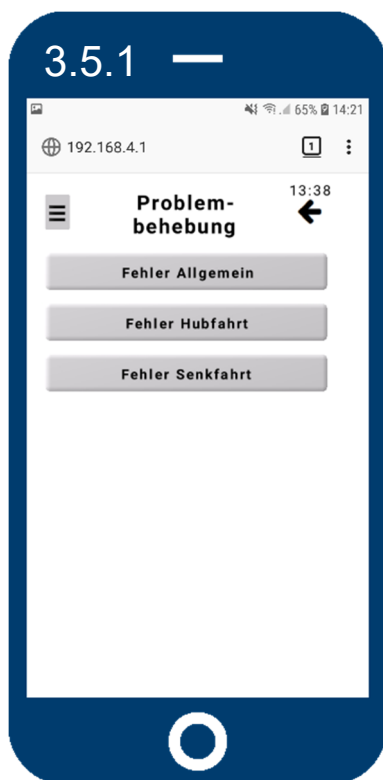 3.5.1
65% 14:21
192.168.4.1 1
13:38
Problem-
behebung
Fehler Allgemein
Fehler Hubfahrt
Fehler Senkfahrt